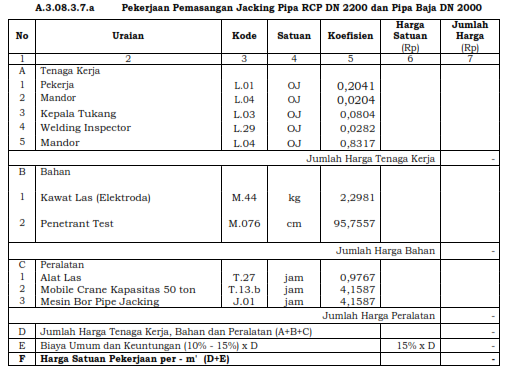 A.3.08.3.7.a Pekerjaan Pemasangan Jacking Pipa RCP DN 2200 dan Pipa Baja DN 2000
No Uraian Kode Satuan Koefisien Harga Satuan (Rp) Jumlah Harga (Rp)
1 2 3 4 5 6 7
A Tenaga Kerja
1 Pekerja L.01 OJ 0,2041
2 Mandor L.04 OJ 0,0204
3 Kepala Tukang L.03 OJ 0,0804
4 Welding Inspector L.29 OJ 0,0282
5 Mandor L.04 OJ 0,8317
Jumlah Harga Tenaga Kerja -
B Bahan
1 Kawat Las (Elektroda) M.44 kg 2,2981
2 Penetrant Test M.076 cm 95,7557
Jumlah Harga Bahan -
C Peralatan
1 Alat Las T.27 jam 0,9767
2 Mobile Crane Kapasitas 50 ton T.13.b jam 4,1587
3 Mesin Bor Pipe Jacking J.01 jam 4,1587
Jumlah Harga Peralatan -
D Jumlah Harga Tenaga Kerja, Bahan dan Peralatan (A+B+C) -
E Biaya Umum dan Keuntungan (10% - 15%) x D 15% x D -
F Harga Satuan Pekerjaan per - m' (D+E) -